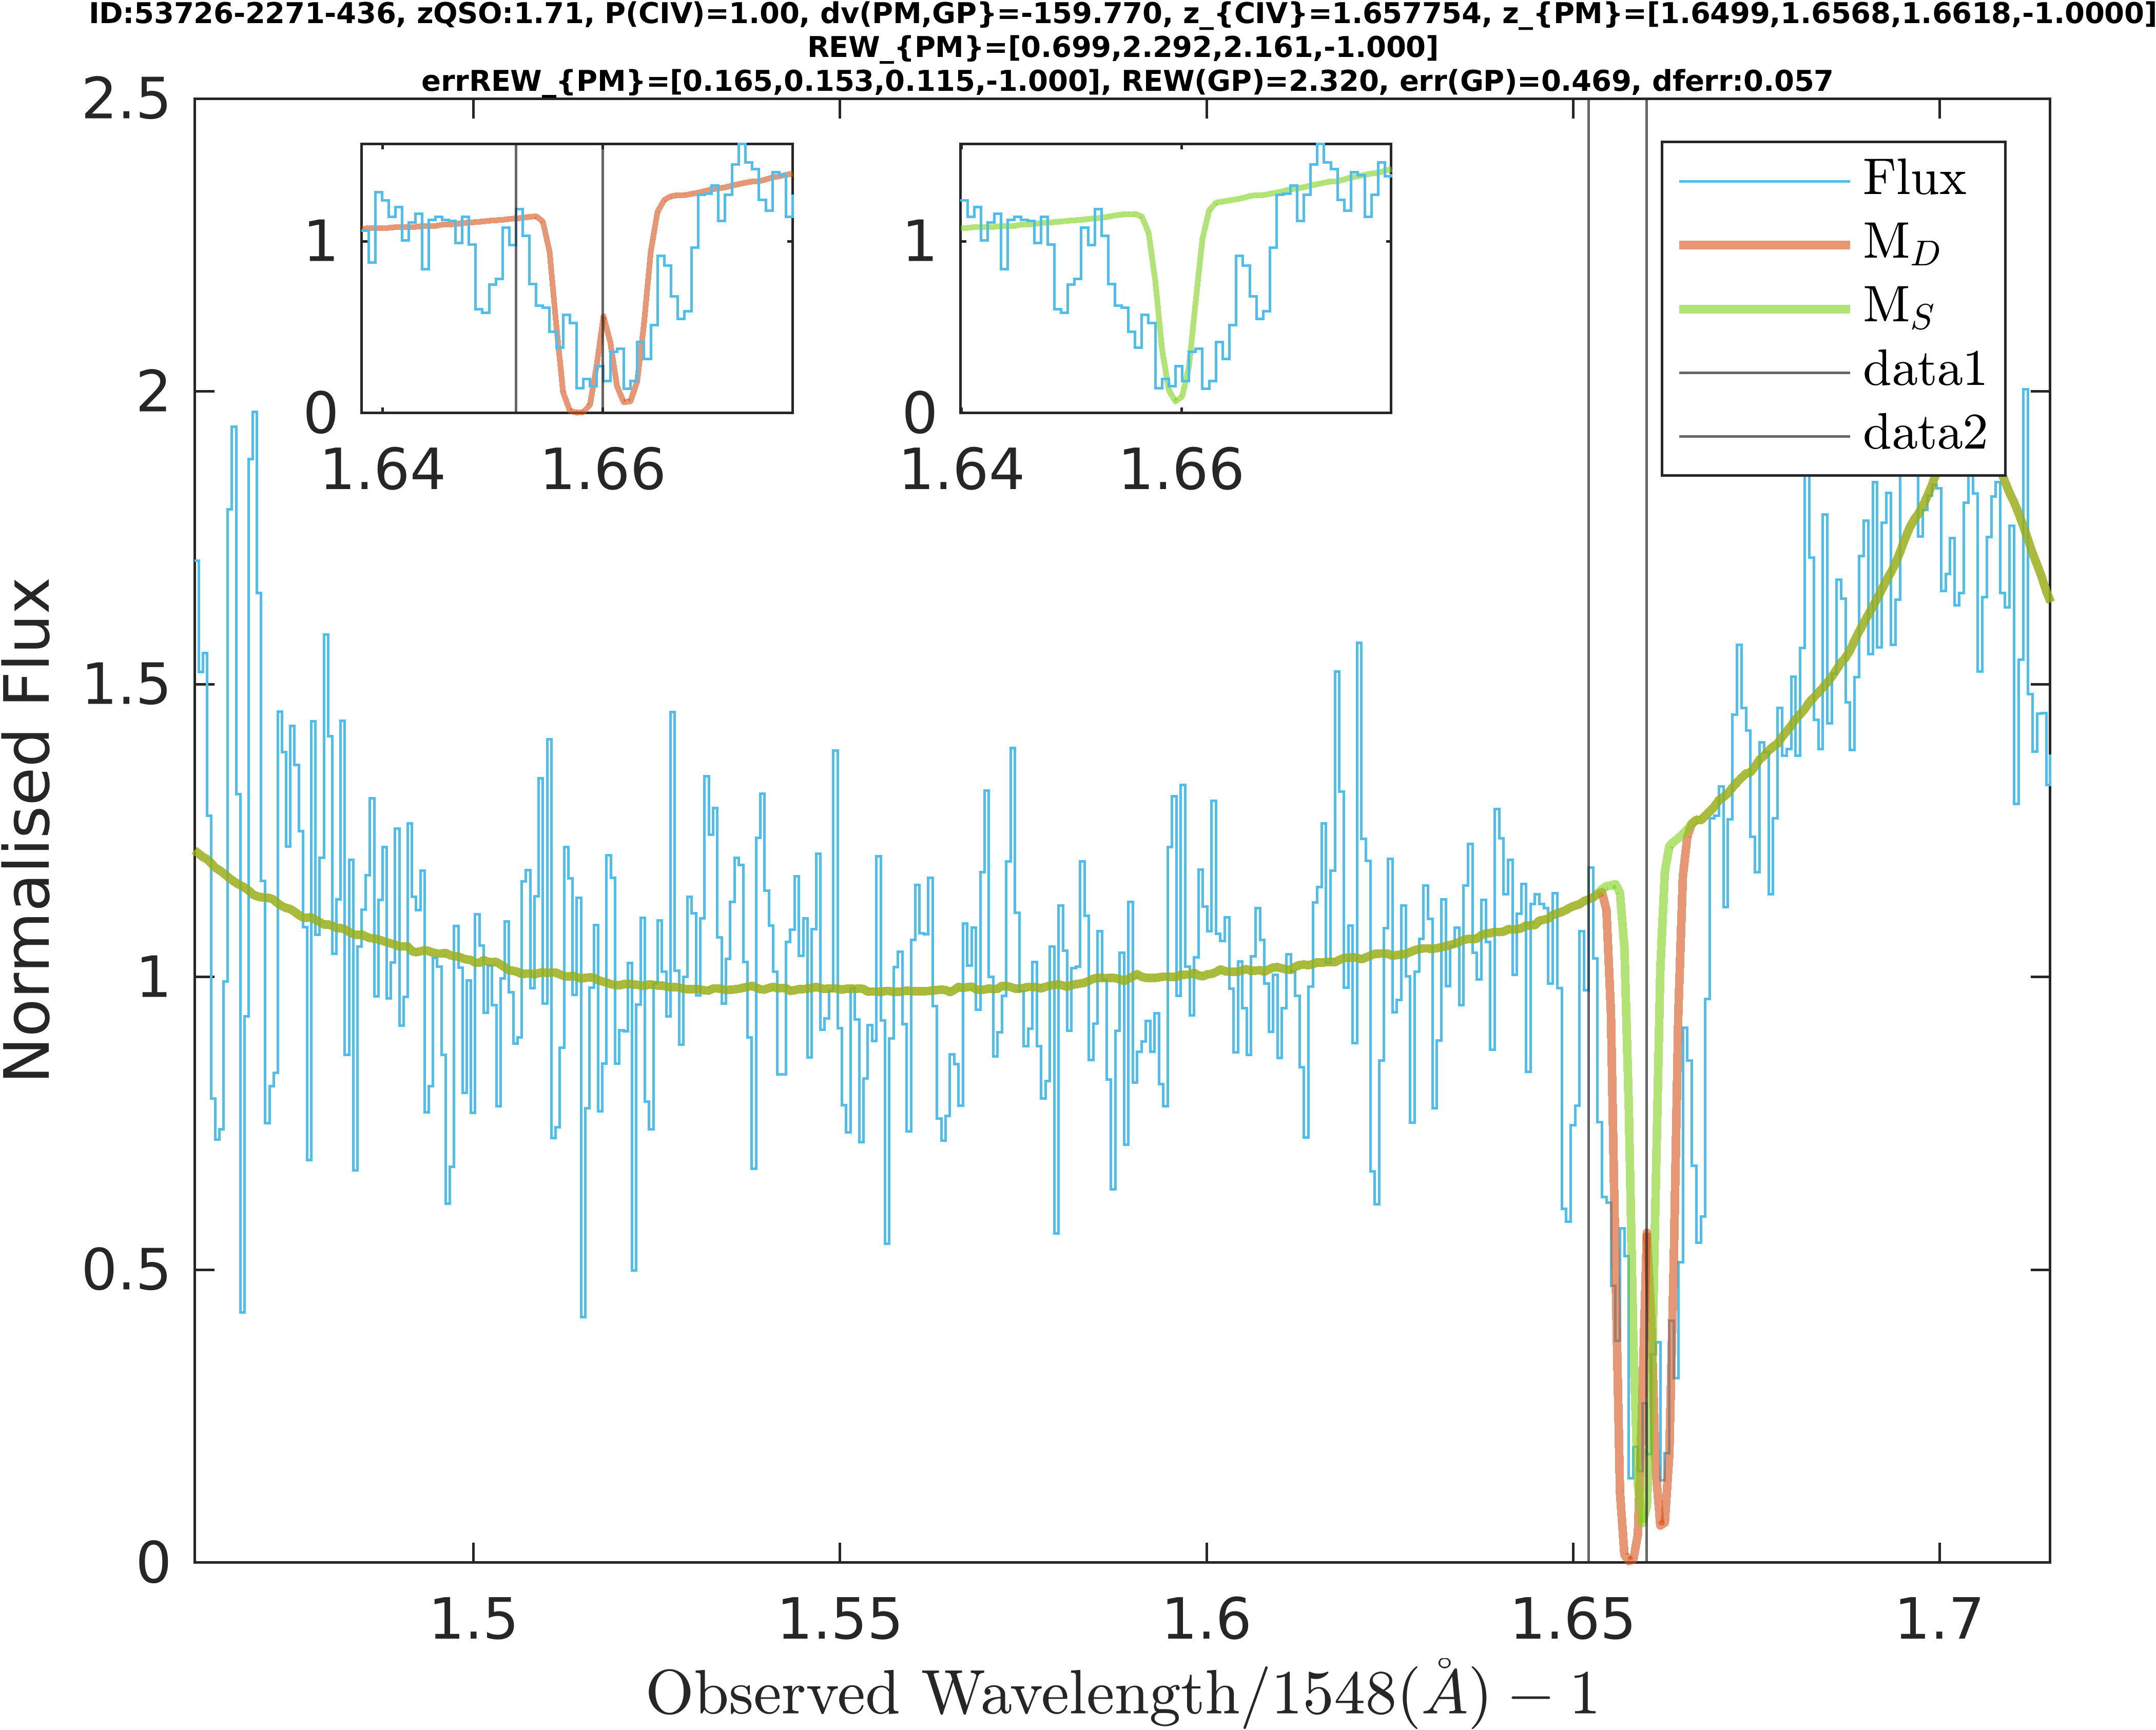 ID:53726-2271-436, zQSO:1.71, P(CIV)=1.00, dv(PM,GP}=-159.770, z_{CIV}=1.657754, z_{PM}=[1.6499,1.6568,1.6618,-1.0000]
REW_{PM}=[0.699,2.292,2.161,-1.000]
errREW_{PM}=[0.165,0.153,0.115,-1.000], REW(GP)=2.320, err(GP)=0.469, dferr:0.057
2.5
2
1.5
1
0.5
0
Normalised Flux
1
0
1.64 1.66
1
0
1.64 1.66
Flux
M_D
M_S
data1
data2
1.5 1.55 1.6 1.65 1.7
Observed Wavelength/1548(Å) − 1